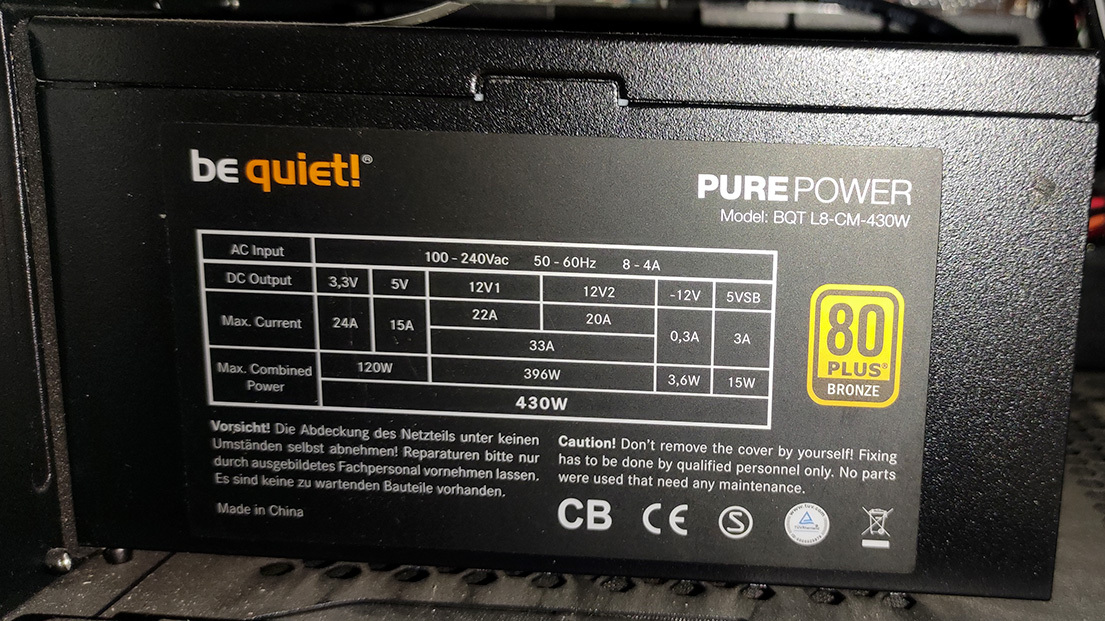 be quiet!®
PURE POWER
Model: BQT L8-CM-430W
AC Input 100 - 240Vac 50 - 60Hz 8 - 4A
DC Output 3,3V 5V 12V1 12V2 -12V 5VSB
Max. Current 24A 15A 22A 20A 0,3A 3A
33A
Max. Combined Power 120W 396W 3,6W 15W
430W
80
PLUS®
BRONZE
Vorsicht! Die Abdeckung des Netzteils unter keinen
Umständen selbst abnehmen! Reparaturen bitte nur
durch ausgebildetes Fachpersonal vornehmen lassen.
Es sind keine zu wartenden Bauteile vorhanden.
Made in China
Caution! Don't remove the cover by yourself! Fixing
has to be done by qualified personnel only. No parts
were used that need any maintenance.
CB CE S